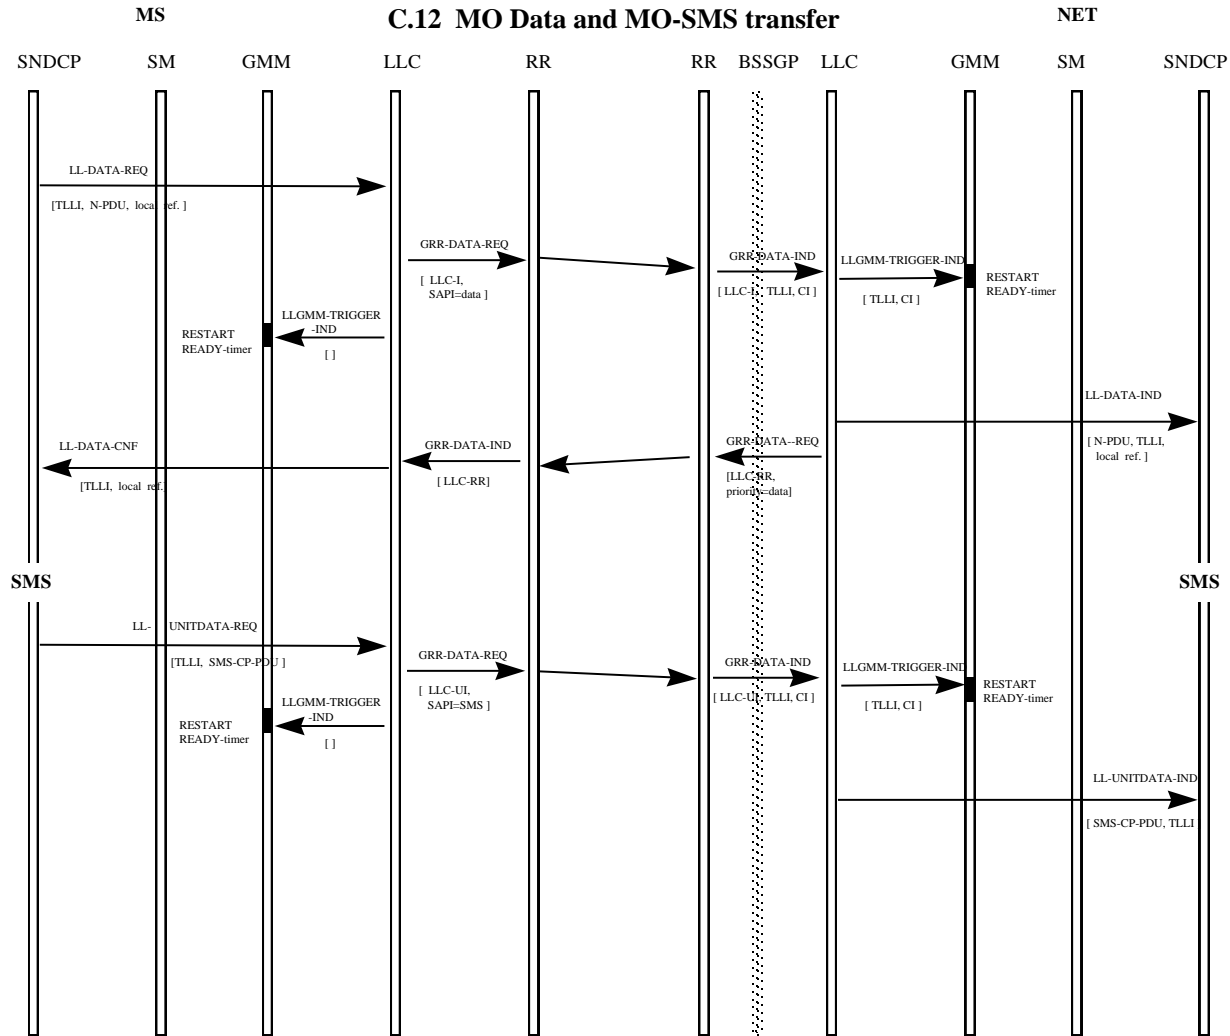 MS
C.12 MO Data and MO-SMS transfer
NET
SNDCP SM GMM LLC RR RR BSSGP LLC GMM SM SNDCP
LL-DATA-REQ
[TLLI, N-PDU, local ref. ]
GRR-DATA-REQ
[ LLC-I,
SAPI=data ]
GRR-DATA-IND
[ LLC-I, TLLI, CI ]
LLGMM-TRIGGER-IND
[ TLLI, CI ]
RESTART
READY-timer
LLGMM-TRIGGER
-IND
[ ]
RESTART
READY-timer
LL-DATA-IND
[ N-PDU, TLLI,
local ref. ]
GRR-DATA--REQ
[LLC-RR,
priority=data]
GRR-DATA-IND
[ LLC-RR]
LL-DATA-CNF
[TLLI, local ref.]
SMS
SMS
LL- UNITDATA-REQ
[TLLI, SMS-CP-PDU ]
GRR-DATA-REQ
[ LLC-UI,
SAPI=SMS ]
GRR-DATA-IND
[ LLC-UI, TLLI, CI ]
LLGMM-TRIGGER-IND
[ TLLI, CI ]
RESTART
READY-timer
LLGMM-TRIGGER
-IND
[ ]
RESTART
READY-timer
LL-UNITDATA-IND
[ SMS-CP-PDU, TLLI